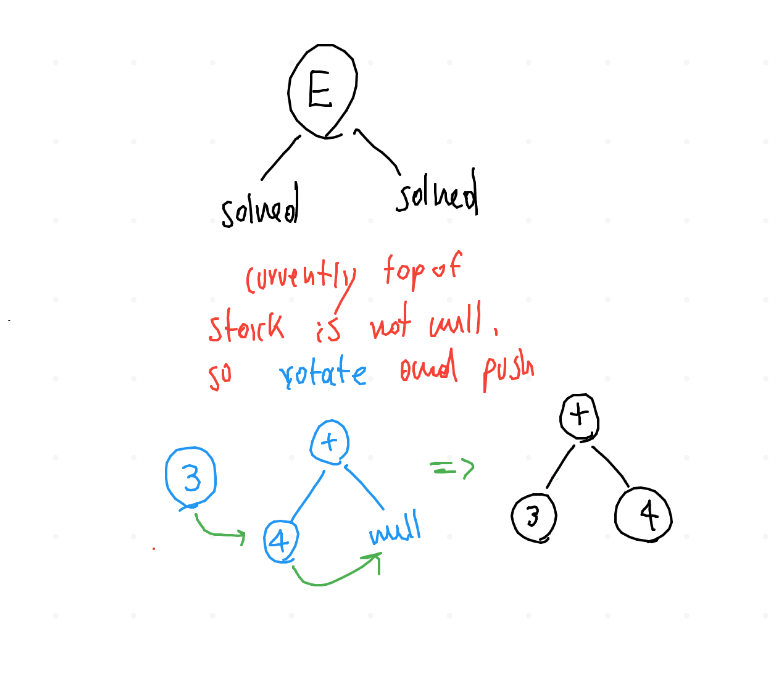 E
solved solved
currently top of
stack is not null,
so rotate and push
+
3
+ =>
4 null
3 4